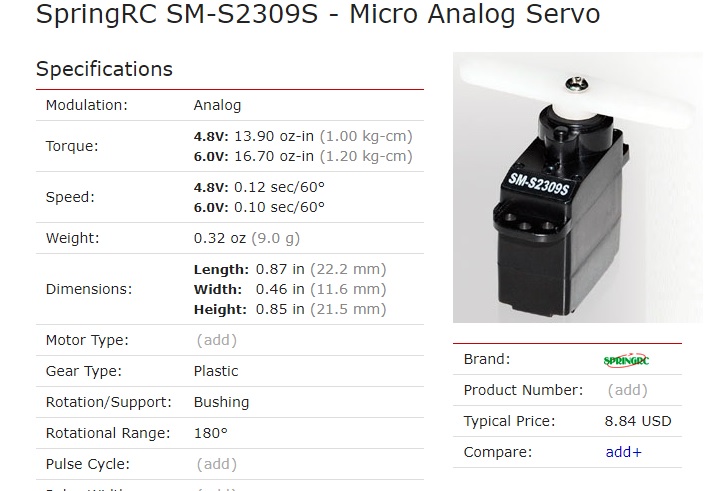 SpringRC SM-S2309S - Micro Analog Servo
Specifications
Modulation: Analog
Torque: 4.8V: 13.90 oz-in (1.00 kg-cm)
6.0V: 16.70 oz-in (1.20 kg-cm)
Speed: 4.8V: 0.12 sec/60°
6.0V: 0.10 sec/60°
Weight: 0.32 oz (9.0 g)
Dimensions: Length: 0.87 in (22.2 mm)
Width: 0.46 in (11.6 mm)
Height: 0.85 in (21.5 mm)
Motor Type: (add)
Gear Type: Plastic
Rotation/Support: Bushing
Rotational Range: 180°
Pulse Cycle: (add)
SM-S2309S
Brand: SPRINGRC
Product Number: (add)
Typical Price: 8.84 USD
Compare: add+